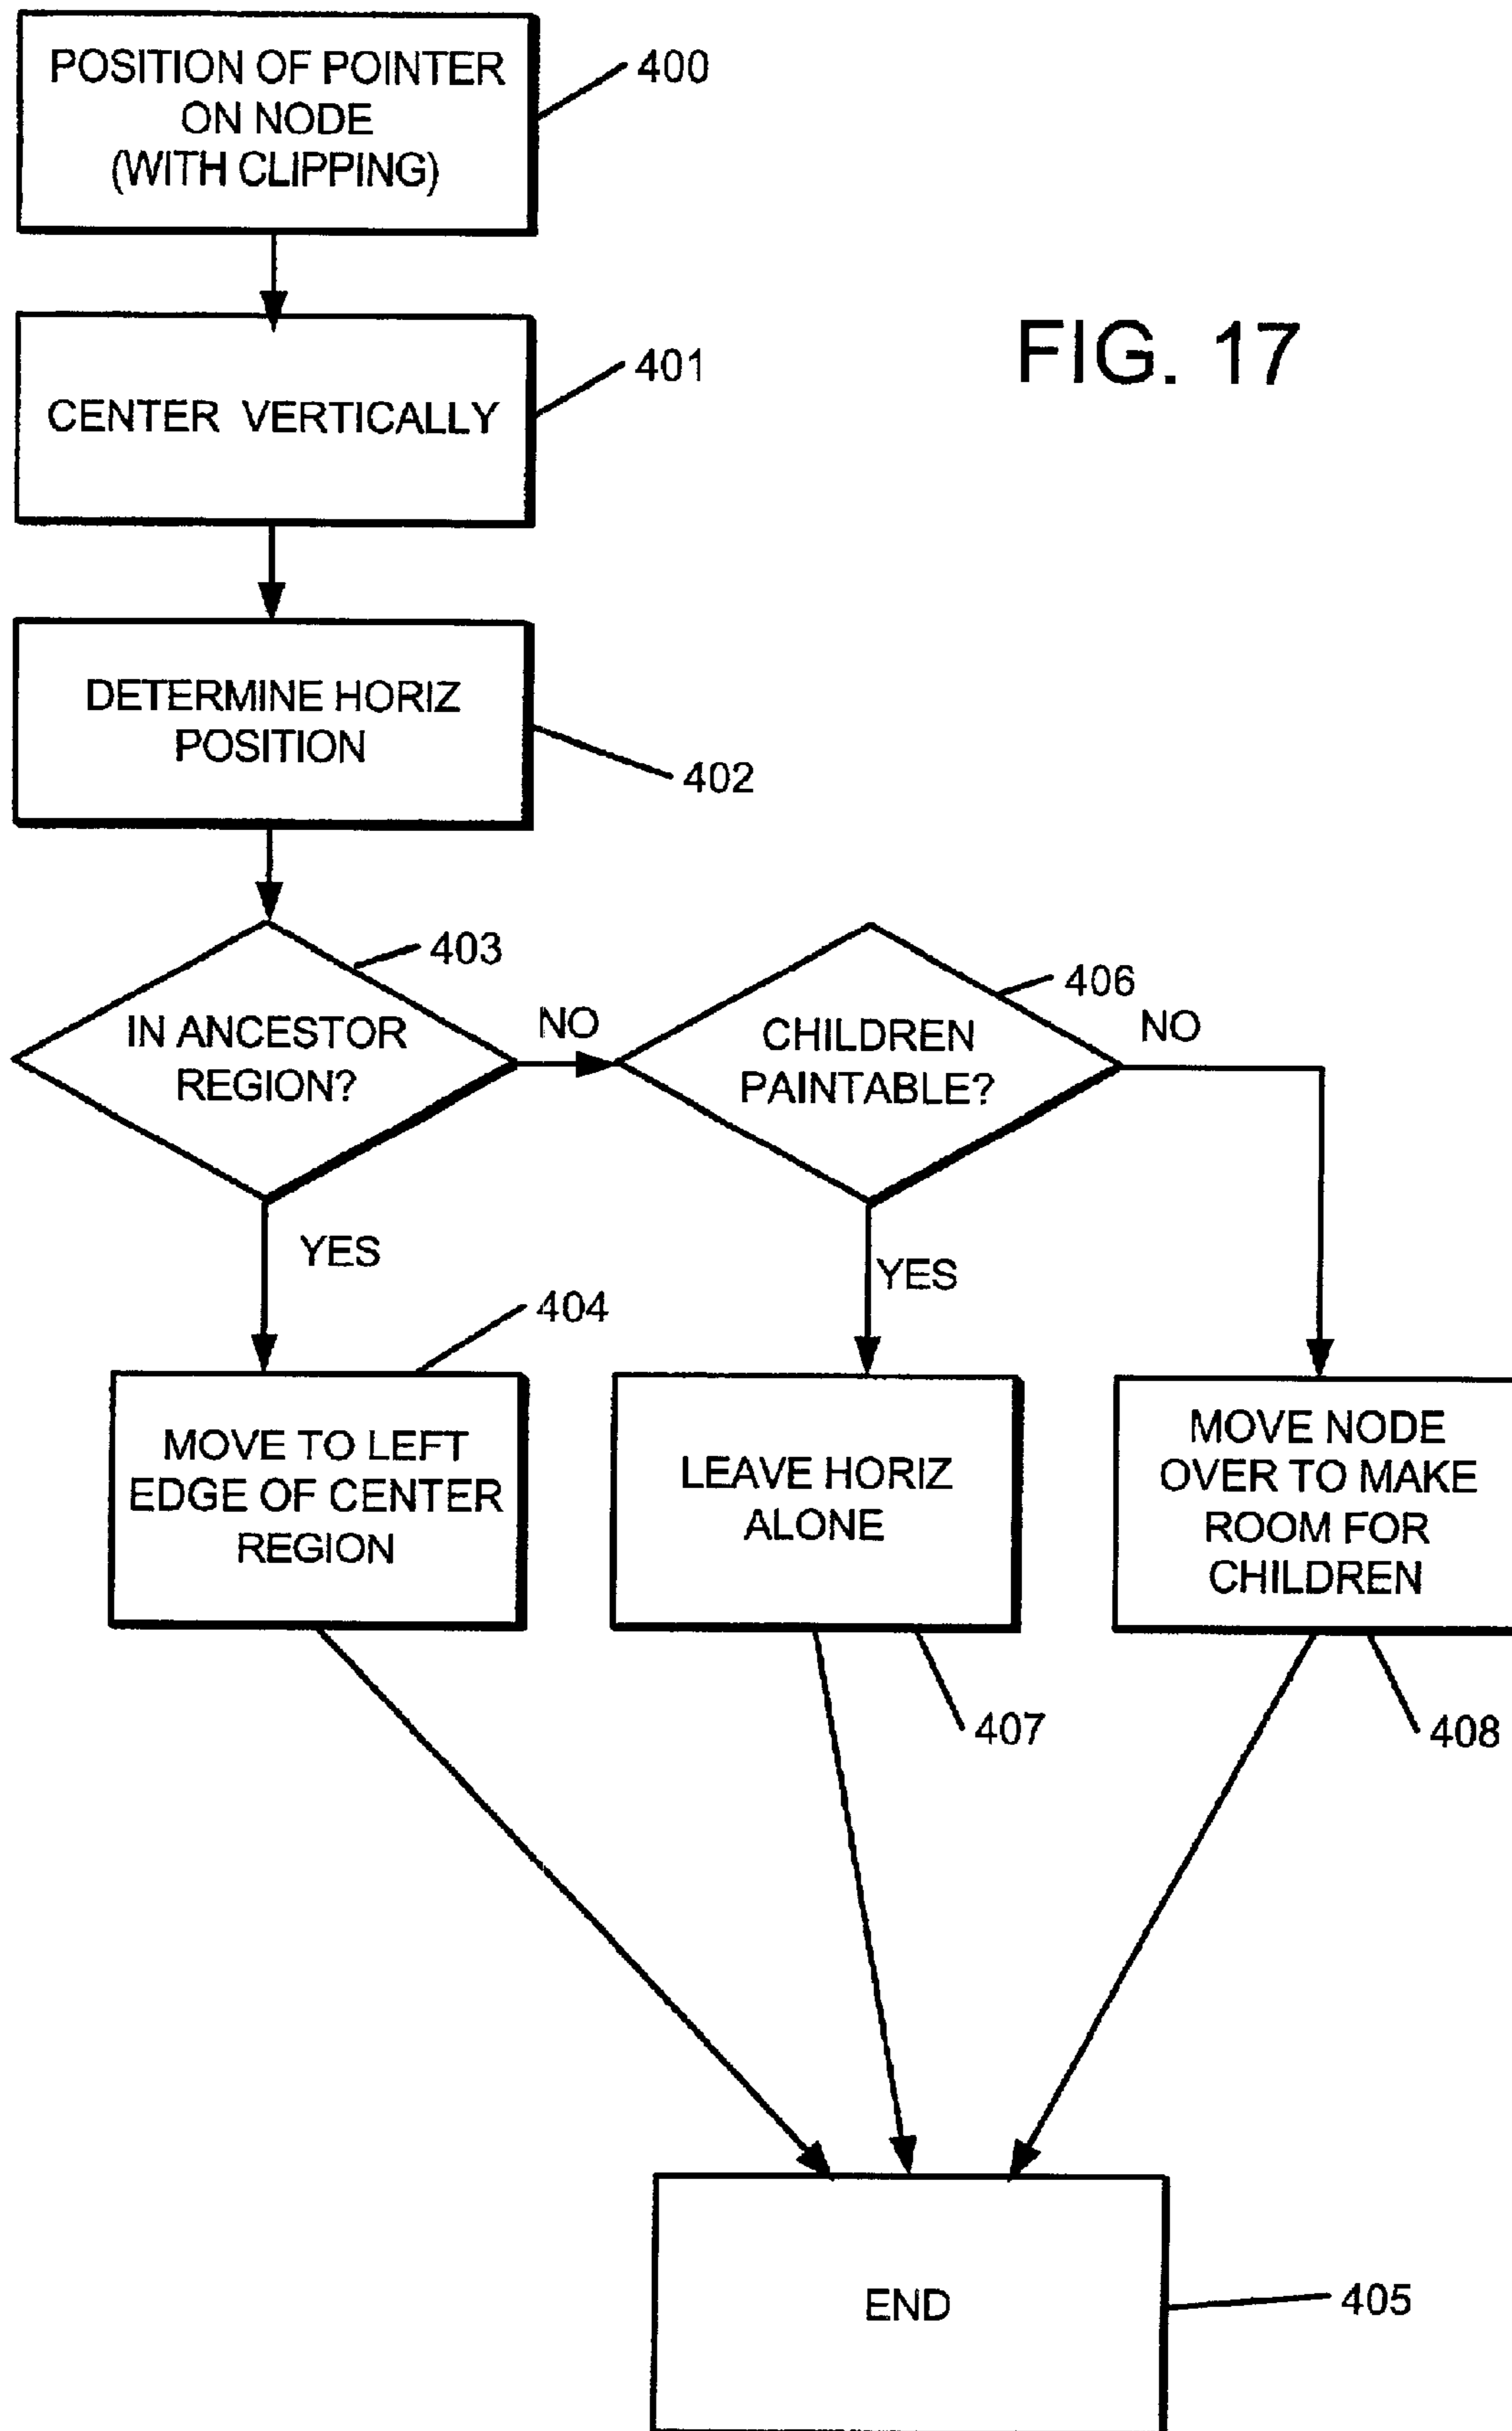 POSITION OF POINTER
ON NODE
(WITH CLIPPING)
400
FIG. 17
CENTER VERTICALLY
401
DETERMINE HORIZ
POSITION
402
IN ANCESTOR
REGION?
403
NO
CHILDREN
PAINTABLE?
406
NO
YES
YES
MOVE TO LEFT
EDGE OF CENTER
REGION
404
LEAVE HORIZ
ALONE
407
MOVE NODE
OVER TO MAKE
ROOM FOR
CHILDREN
408
END
405